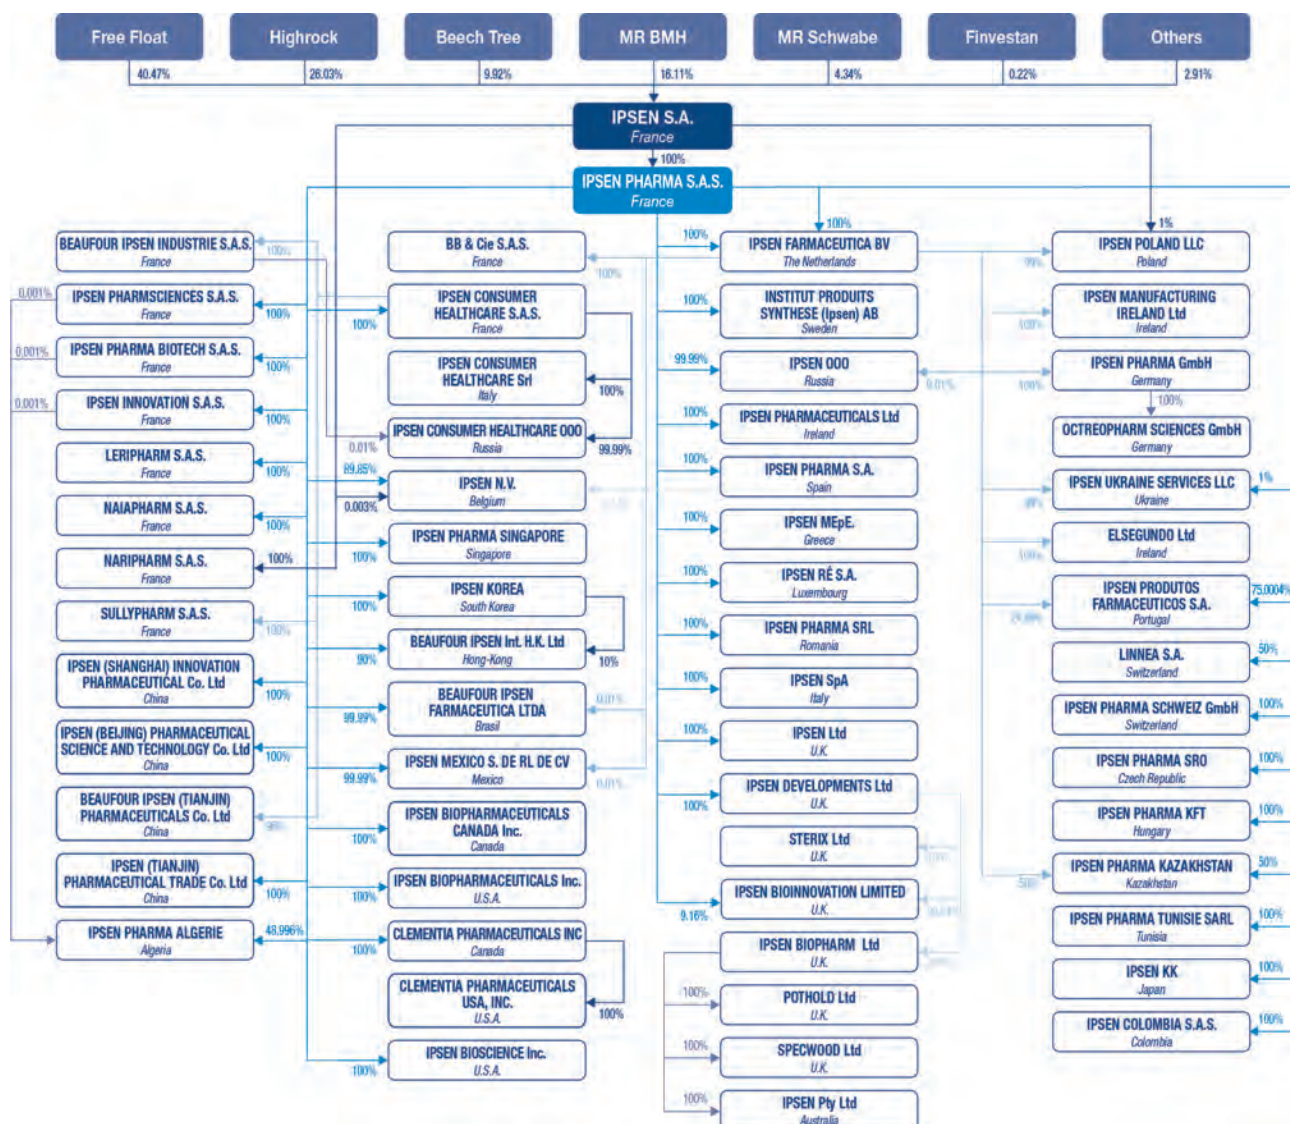 Free Float
Highrock
Beech Tree
MR BMH
MR Schwabe
Finvestan
Others
40.47%
26.03%
9.92%
16.11%
4.34%
0.22%
2.91%
IPSEN S.A.
France
100%
IPSEN PHARMA S.A.S.
France
BEAUFOUR IPSEN INDUSTRIE S.A.S.
France
100%
0.001%
IPSEN PHARMSCIENCES S.A.S.
France
100%
0.001%
IPSEN PHARMA BIOTECH S.A.S.
France
100%
0.001%
IPSEN INNOVATION S.A.S.
France
100%
LERIPHARM S.A.S.
France
100%
NAIAPHARM S.A.S.
France
100%
NARIPHARM S.A.S.
France
100%
SULLYPHARM S.A.S.
France
100%
IPSEN (SHANGHAI) INNOVATION
PHARMACEUTICAL Co. Ltd
China
100%
IPSEN (BEIJING) PHARMACEUTICAL
SCIENCE AND TECHNOLOGY Co. Ltd
China
100%
BEAUFOUR IPSEN (TIANJIN)
PHARMACEUTICALS Co. Ltd
China
IPSEN (TIANJIN)
PHARMACEUTICAL TRADE Co. Ltd
China
100%
IPSEN PHARMA ALGERIE
Algeria
48.996%
BB & Cie S.A.S.
France
100%
IPSEN CONSUMER
HEALTHCARE S.A.S.
France
100%
IPSEN CONSUMER
HEALTHCARE Srl
Italy
100%
IPSEN CONSUMER HEALTHCARE OOO
Russia
0.01%
99.99%
89.85%
IPSEN N.V.
Belgium
0.003%
IPSEN PHARMA SINGAPORE
Singapore
100%
IPSEN KOREA
South Korea
100%
BEAUFOUR IPSEN Int. H.K. Ltd
Hong-Kong
90%
10%
BEAUFOUR IPSEN
FARMACEUTICA LTDA
Brasil
99.99%
0.01%
IPSEN MEXICO S. DE RL DE CV
Mexico
99.99%
0.01%
IPSEN BIOPHARMACEUTICALS
CANADA Inc.
Canada
100%
IPSEN BIOPHARMACEUTICALS Inc.
U.S.A.
100%
CLEMENTIA PHARMACEUTICALS INC
Canada
100%
CLEMENTIA PHARMACEUTICALS
USA, INC.
U.S.A.
100%
IPSEN BIOSCIENCE Inc.
U.S.A.
100%
100%
100%
IPSEN FARMACEUTICA BV
The Netherlands
100%
INSTITUT PRODUITS
SYNTHESE (Ipsen) AB
Sweden
99.99%
IPSEN OOO
Russia
0.01%
100%
IPSEN PHARMACEUTICALS Ltd
Ireland
100%
IPSEN PHARMA S.A.
Spain
100%
IPSEN MEpE.
Greece
100%
IPSEN RÉ S.A.
Luxembourg
100%
IPSEN PHARMA SRL
Romania
100%
IPSEN SpA
Italy
100%
IPSEN Ltd
U.K.
100%
IPSEN DEVELOPMENTS Ltd
U.K.
STERIX Ltd
U.K.
9.16%
IPSEN BIOINNOVATION LIMITED
U.K.
IPSEN BIOPHARM Ltd
U.K.
100%
POTHOLD Ltd
U.K.
100%
SPECWOOD Ltd
U.K.
100%
IPSEN Pty Ltd
Australia
1%
99%
IPSEN POLAND LLC
Poland
100%
IPSEN MANUFACTURING
IRELAND Ltd
Ireland
100%
IPSEN PHARMA GmbH
Germany
100%
OCTREOPHARM SCIENCES GmbH
Germany
IPSEN UKRAINE SERVICES LLC
Ukraine
1%
99%
ELSEGUNDO Ltd
Ireland
100%
IPSEN PRODUTOS
FARMACEUTICOS S.A.
Portugal
75.0004%
LINNEA S.A.
Switzerland
50%
IPSEN PHARMA SCHWEIZ GmbH
Switzerland
100%
IPSEN PHARMA SRO
Czech Republic
100%
IPSEN PHARMA KFT
Hungary
100%
IPSEN PHARMA KAZAKHSTAN
Kazakhstan
50%
50%
IPSEN PHARMA TUNISIE SARL
Tunisia
100%
IPSEN KK
Japan
100%
IPSEN COLOMBIA S.A.S.
Colombia
100%